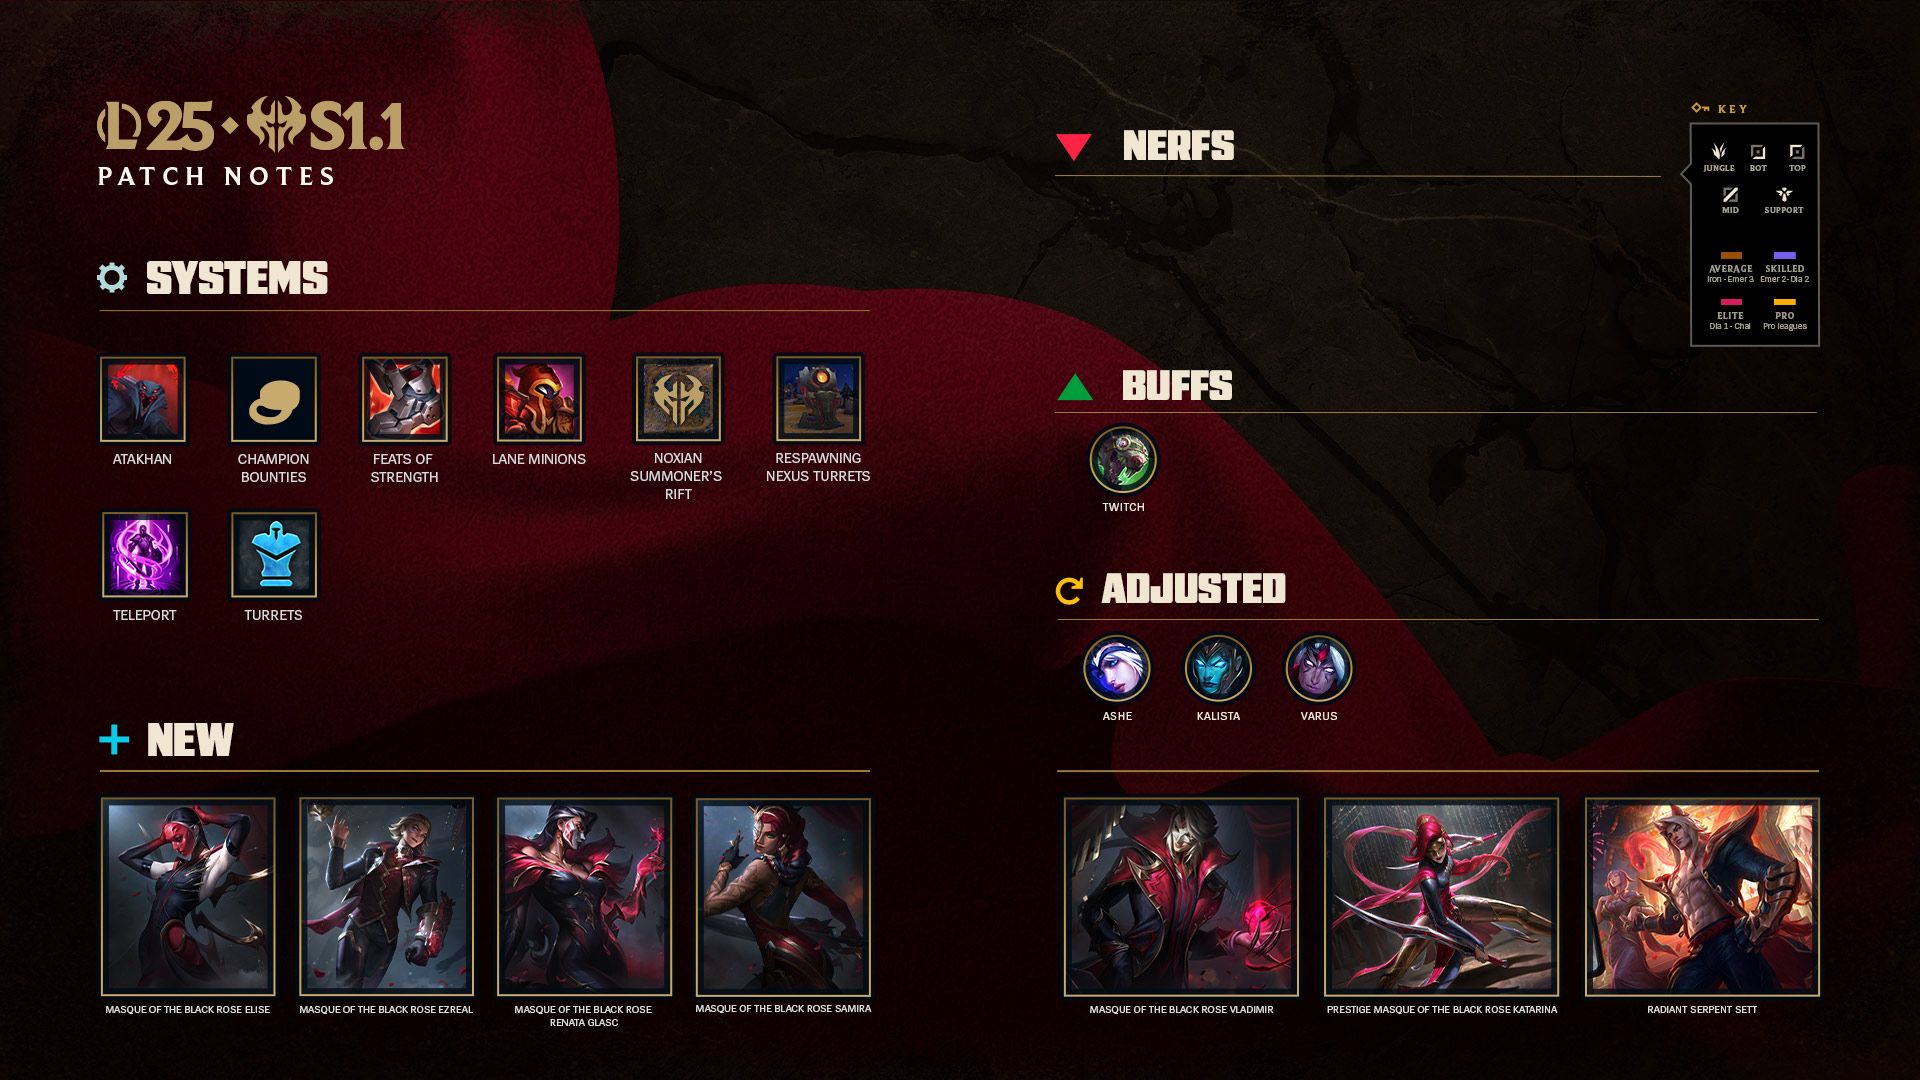 L25 S1.1
PATCH NOTES
SYSTEMS
ATAKHAN
CHAMPION
BOUNTIES
FEATS OF
STRENGTH
LANE MINIONS
NOXIAN
SUMMONER'S
RIFT
RESPAWNING
NEXUS TURRETS
TELEPORT
TURRETS
NEW
MASQUE OF THE BLACK ROSE ELISE
MASQUE OF THE BLACK ROSE EZREAL
MASQUE OF THE BLACK ROSE
RENATA GLASC
MASQUE OF THE BLACK ROSE SAMIRA
NERFS
KEY
JUNGLE
BOT
TOP
MID
SUPPORT
AVERAGE
Iron - Emer 3
SKILLED
Emer 2- Dia 2
ELITE
Dia 1 - Chal
PRO
Pro leagues
BUFFS
TWITCH
ADJUSTED
ASHE
KALISTA
VARUS
MASQUE OF THE BLACK ROSE VLADIMIR
PRESTIGE MASQUE OF THE BLACK ROSE KATARINA
RADIANT SERPENT SETT